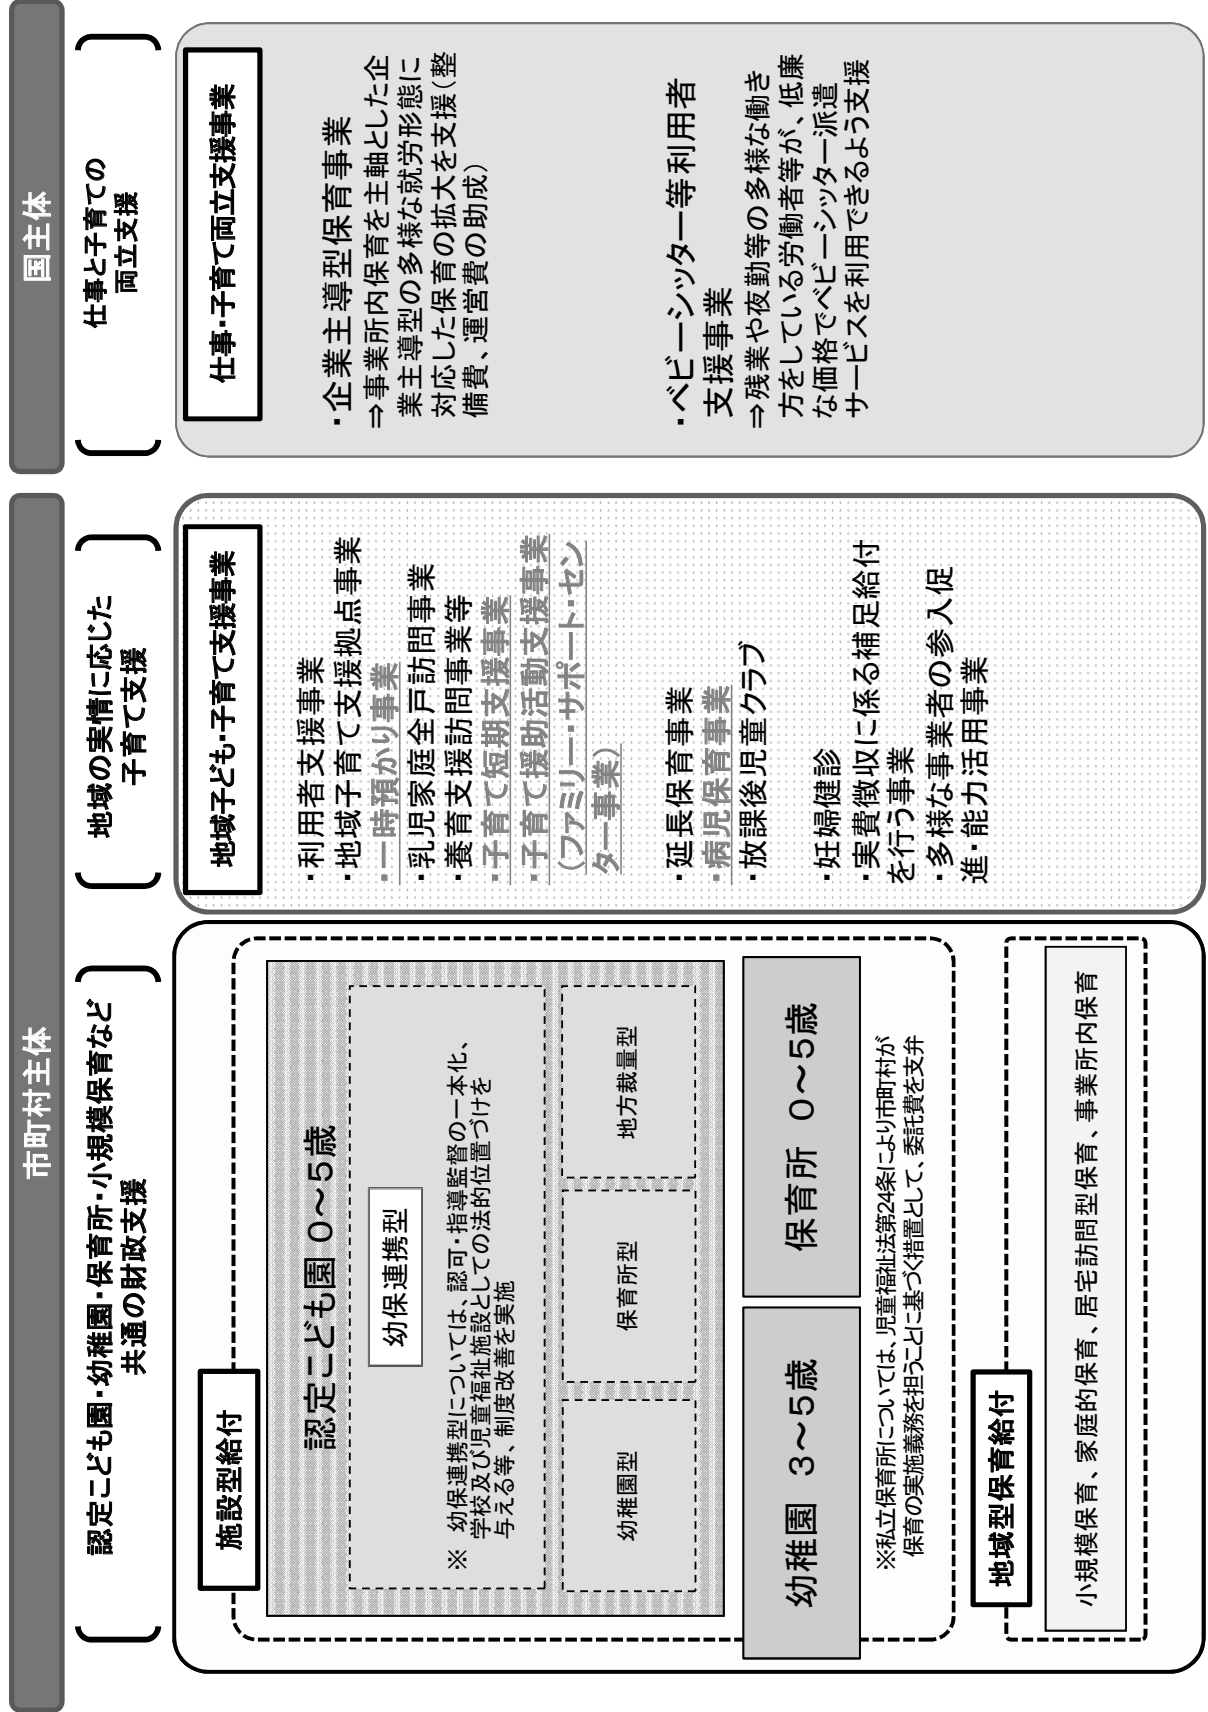 市町村主体
認定こども園・幼稚園・保育所・小規模保育など
共通の財政支援
施設型給付
認定こども園 0～5歳
幼保連携型
※ 幼保連携型については、認可・指導監督の一本化、
学校及び児童福祉施設としての法的位置づけを
与える等、制度改善を実施
幼稚園型
保育所型
地方裁量型
幼稚園 3～5歳
保育所 0～5歳
※私立保育所については、児童福祉法第24条により市町村が
保育の実施義務を担うことに基づく措置として、委託費を支弁
地域型保育給付
小規模保育、家庭的保育、居宅訪問型保育、事業所内保育
地域の実情に応じた
子育て支援
地域子ども・子育て支援事業
・利用者支援事業
・地域子育て支援拠点事業
・一時預かり事業
・乳児家庭全戸訪問事業
・養育支援訪問事業等
・子育て短期支援事業
・子育て援助活動支援事業
（ファミリー・サポート・セン
ター事業）
・延長保育事業
・病児保育事業
・放課後児童クラブ
・妊婦健診
・実費徴収に係る補足給付
を行う事業
・多様な事業者の参入促
進・能力活用事業
国主体
仕事と子育ての
両立支援
仕事・子育て両立支援事業
・企業主導型保育事業
⇒事業所内保育を主軸とした企
業主導型の多様な就労形態に
対応した保育の拡大を支援（整
備費、運営費の助成）
・ベビーシッター等利用者
支援事業
⇒残業や夜勤等の多様な働き
方をしている労働者等が、低廉
な価格でベビーシッター派遣
サービスを利用できるよう支援